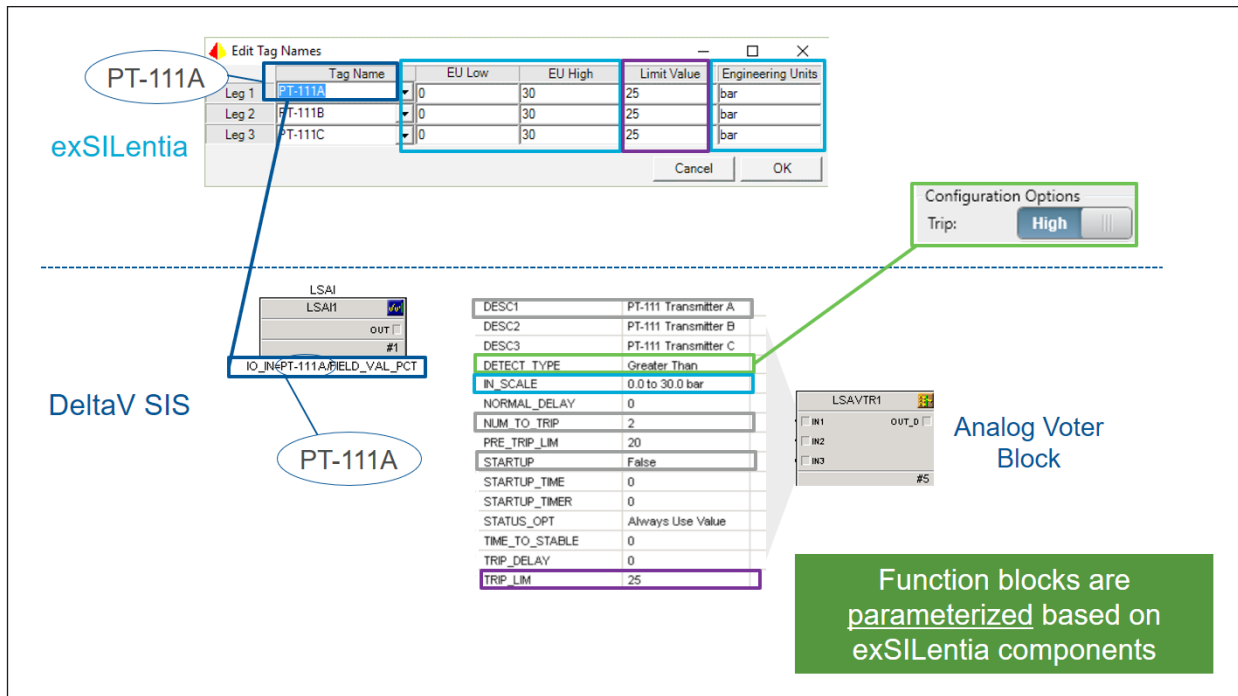 Edit Tag Names
PT-111A
Tag Name EU Low EU High Limit Value Engineering Units
Leg 1 PT-111A 0 30 25 bar
Leg 2 PT-111B 0 30 25 bar
Leg 3 PT-111C 0 30 25 bar
exSILentia
Cancel OK
Configuration Options
Trip: High
LSAI
LSAI1
OUT
#1
IO_IN=PT-111A/FIELD_VAL_PCT
DeltaV SIS
PT-111A
DESC1 PT-111 Transmitter A
DESC2 PT-111 Transmitter B
DESC3 PT-111 Transmitter C
DETECT_TYPE Greater Than
IN_SCALE 0.0 to 30.0 bar
NORMAL_DELAY 0
NUM_TO_TRIP 2
PRE_TRIP_LIM 20
STARTUP False
STARTUP_TIME 0
STARTUP_TIMER 0
STATUS_OPT Always Use Value
TIME_TO_STABLE 0
TRIP_DELAY 0
TRIP_LIM 25
LSAVTR1
IN1 OUT_D
IN2
IN3
#5
Analog Voter
Block
Function blocks are
parameterized based on
exSILentia components